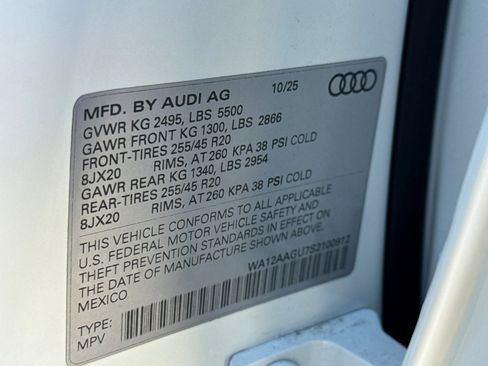 MFD. BY AUDI AG 10/25
GVWR KG 2495, LBS 5500
GAWR FRONT KG 1300, LBS 2866
FRONT-TIRES 255/45 R20
8JX20 RIMS, AT 260 KPA 38 PSI COLD
GAWR REAR KG 1340, LBS 2954
REAR-TIRES 255/45 R20
8JX20 RIMS, AT 260 KPA 38 PSI COLD
THIS VEHICLE CONFORMS TO ALL APPLICABLE
U.S. FEDERAL MOTOR VEHICLE SAFETY AND
THEFT PREVENTION STANDARDS IN EFFECT ON
THE DATE OF MANUFACTURE SHOWN ABOVE.
MEXICO
WA12AAGU7S2100912
TYPE:
MPV